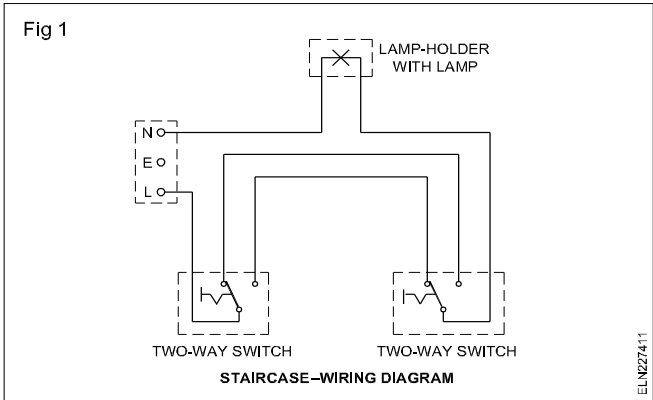 Fig 1
LAMP-HOLDER
WITH LAMP
N
E
L
TWO-WAY SWITCH
TWO-WAY SWITCH
STAIRCASE–WIRING DIAGRAM
ELN227411